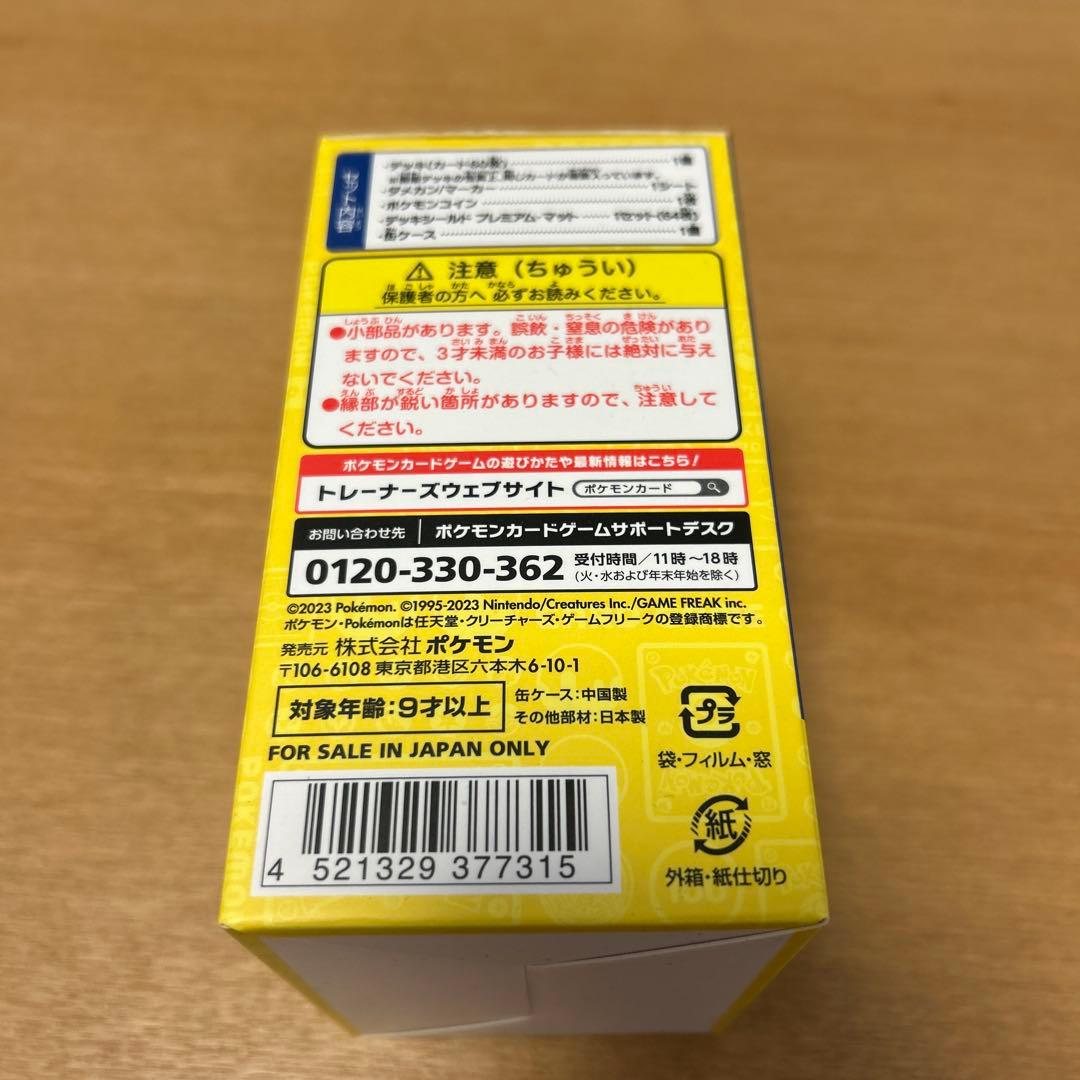 セット内容
・デッキ(カード60枚) 1個
・ダメカン/マーカー 1シート
・ポケモンコイン 1個
・デッキシールド プレミアム・マット 1セット(64枚)
・缶ケース 1個
⚠ 注意(ちゅうい)
保護者の方へ 必ずお読みください。
●小部品があります。誤飲・窒息の危険があり
ますので、3才未満のお子様には絶対に与え
ないでください。
●縁部が鋭い箇所がありますので、注意して
ください。
ポケモンカードゲームの遊びかたや最新情報はこちら!
トレーナーズウェブサイト ポケモンカード
お問い合わせ先 ポケモンカードゲームサポートデスク
0120-330-362 受付時間/11時~18時
(火・水および年末年始を除く)
©2023 Pokémon. ©1995-2023 Nintendo/Creatures Inc./GAME FREAK inc.
ポケモン・Pokémonは任天堂・クリーチャーズ・ゲームフリークの登録商標です。
発売元 株式会社 ポケモン
〒106-6108 東京都港区六本木6-10-1
対象年齢:9才以上
缶ケース:中国製
その他部材:日本製
FOR SALE IN JAPAN ONLY
4 521329 377315
プラ
袋・フィルム・窓
紙
外箱・紙仕切り